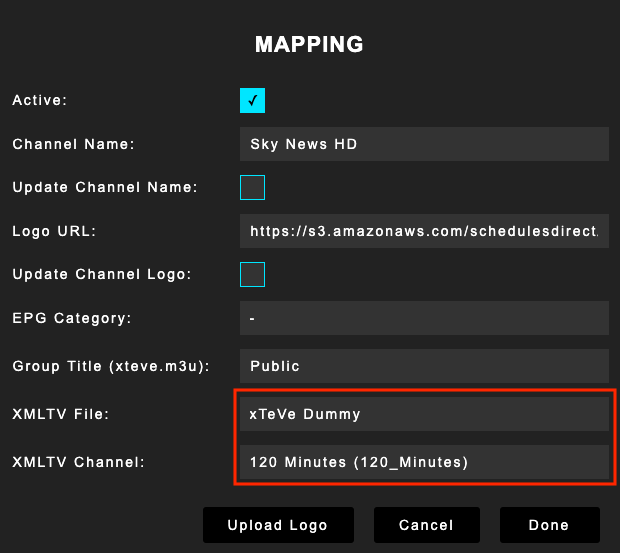 MAPPING
Active: ✓
Channel Name: Sky News HD
Update Channel Name:
Logo URL: https://s3.amazonaws.com/schedulesdirect.
Update Channel Logo:
EPG Category: -
Group Title (xteve.m3u): Public
XMLTV File: xTeVe Dummy
XMLTV Channel: 120 Minutes (120_Minutes)
Upload Logo Cancel Done